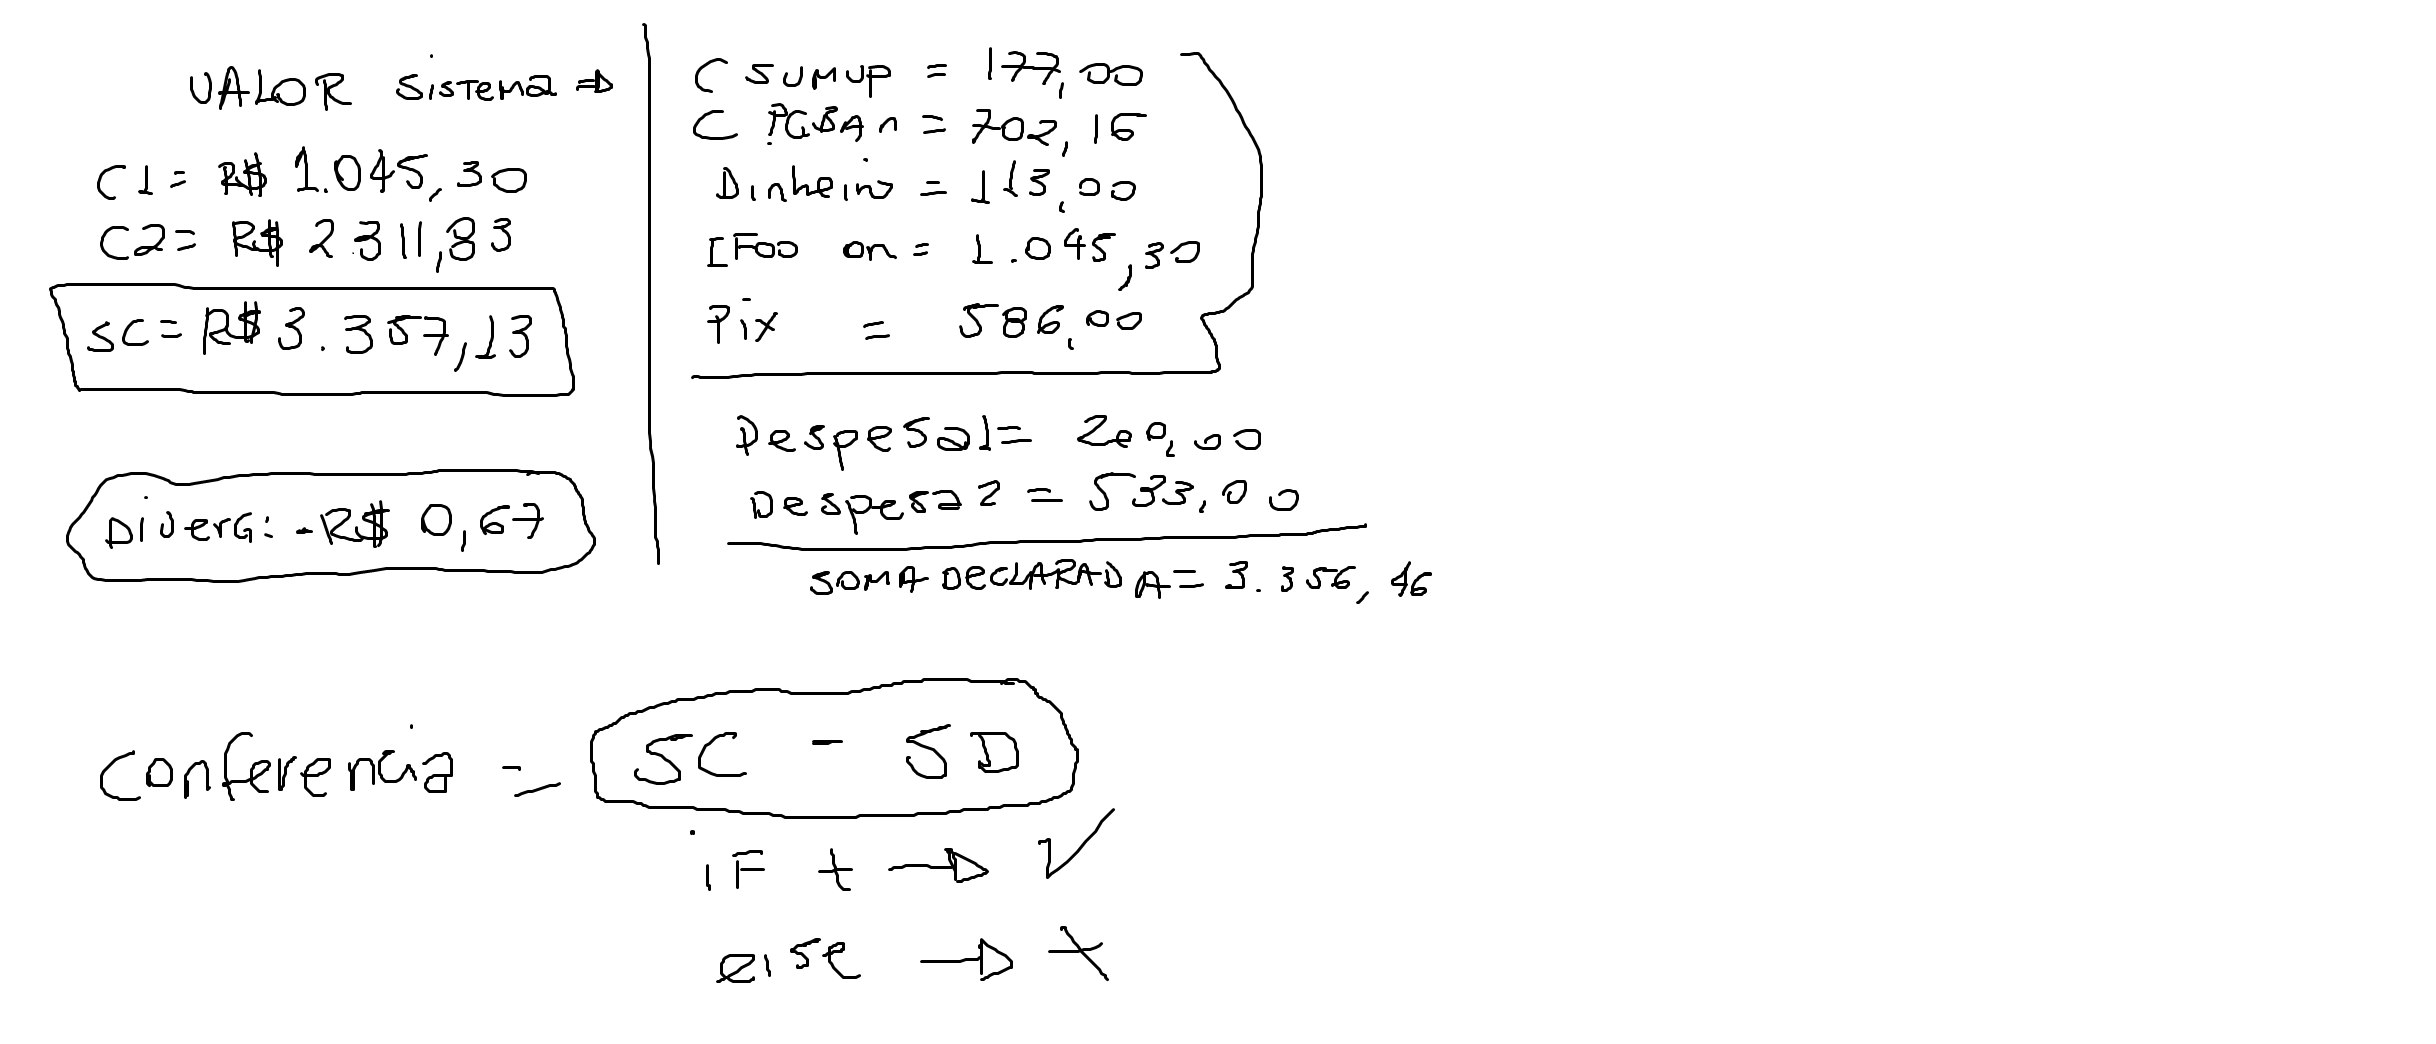 VALOR Sistema ⇒
C1 = R$ 1.045,30
C2 = R$ 2.311,83
SC = R$ 3.357,13
DiverG: - R$ 0,67
C SUMUP = 177,00
C PGBAn = 702,16
Dinheiro = 113,00
IFoo on = 1.045,30
Pix = 586,00
Despesa1 = 200,00
Despesa2 = 533,00
SOMA DECLARADA = 3.356,46
conferencia = SC - SD
iF + → ✓
else → X